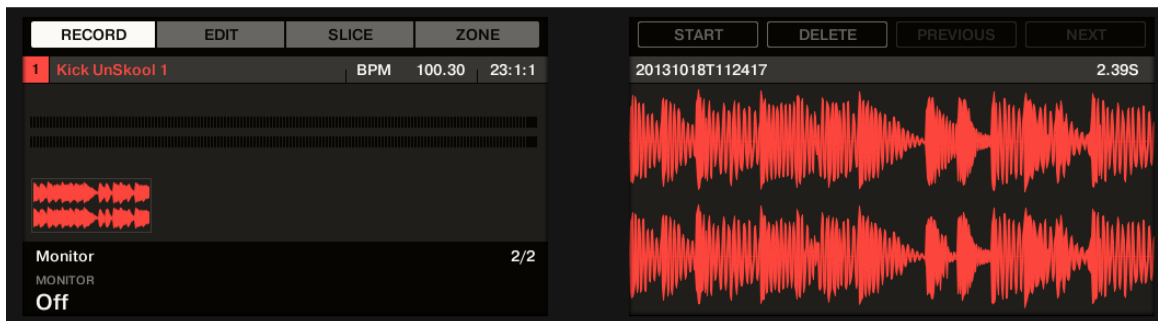 RECORD EDIT SLICE ZONE
1 Kick UnSkool 1 BPM 100.30 23:1:1
Monitor 2/2
MONITOR
Off
START DELETE PREVIOUS NEXT
20131018T112417 2.39S